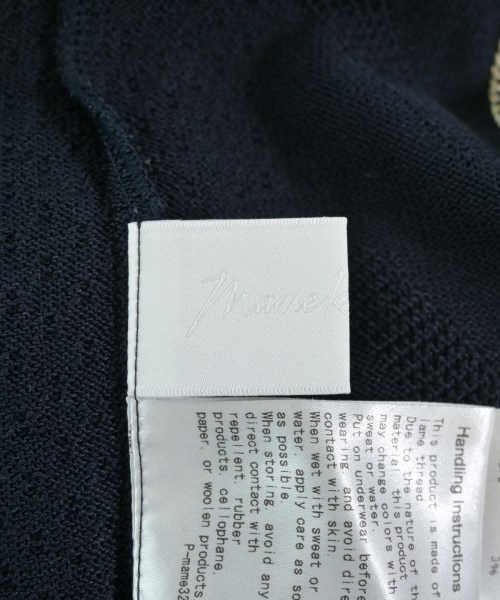 Mame K
Handling Instructions
This product is made of
lame thread.
Due to the nature of the
material, this product
may change colors with
sweat or water.
Put on underwear before
wearing, and avoid dire
contact with skin.
When wet with sweat or
water, apply care as so
as possible.
When storing, avoid any
direct contact with
repellent, rubber
products, cellophane,
paper, or woolen products
P-mame32
3%